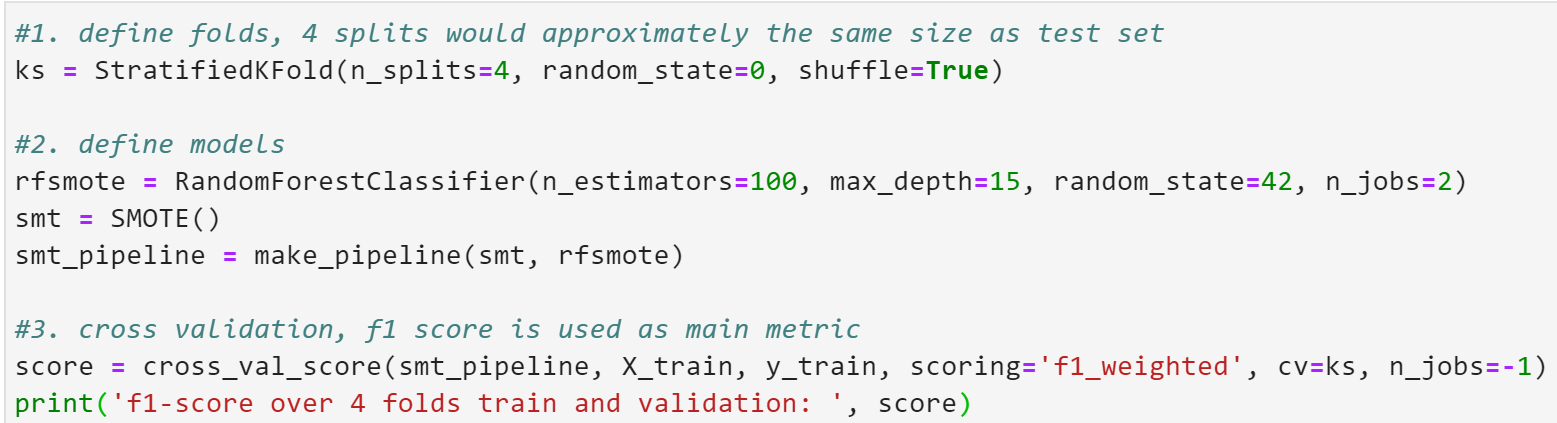 #1. define folds, 4 splits would approximately the same size as test set
ks = StratifiedKFold(n_splits=4, random_state=0, shuffle=True)
#2. define models
rfsmote = RandomForestClassifier(n_estimators=100, max_depth=15, random_state=42, n_jobs=2)
smt = SMOTE()
smt_pipeline = make_pipeline(smt, rfsmote)
#3. cross validation, f1 score is used as main metric
score = cross_val_score(smt_pipeline, X_train, y_train, scoring='f1_weighted', cv=ks, n_jobs=-1)
print('f1-score over 4 folds train and validation: ', score)